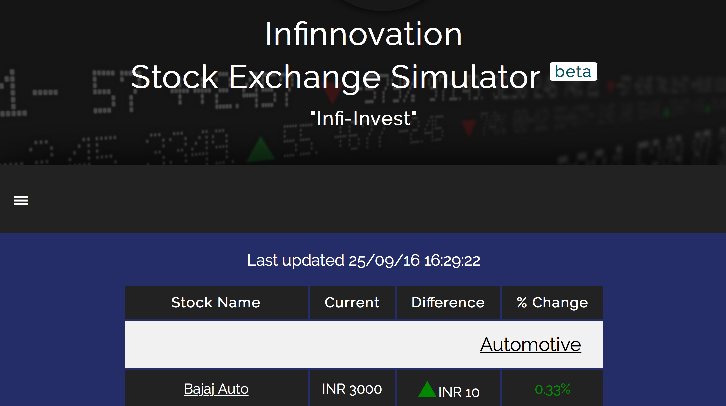 Infinnovation
Stock Exchange Simulator beta
"Infi-Invest"
Last updated 25/09/16 16:29:22
Stock Name Current Difference % Change
Automotive
Bajaj Auto INR 3000 INR 10 0.33%